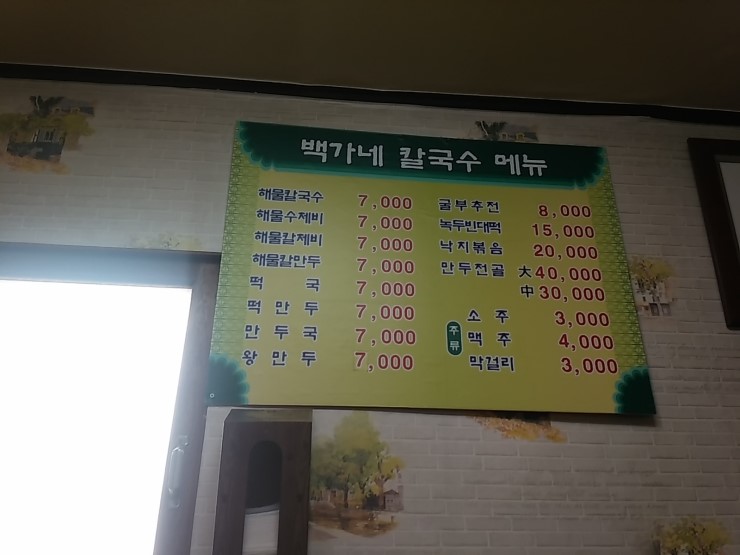 백가네 칼국수 메뉴
해물칼국수 7,000
해물수제비 7,000
해물칼제비 7,000
해물칼만두 7,000
떡 국 7,000
떡 만 두 7,000
만 두 국 7,000
왕 만 두 7,000
굴부추전 8,000
녹두빈대떡 15,000
낙지볶음 20,000
만두전골 大 40,000
中 30,000
주류
소 주 3,000
맥 주 4,000
막걸리 3,000